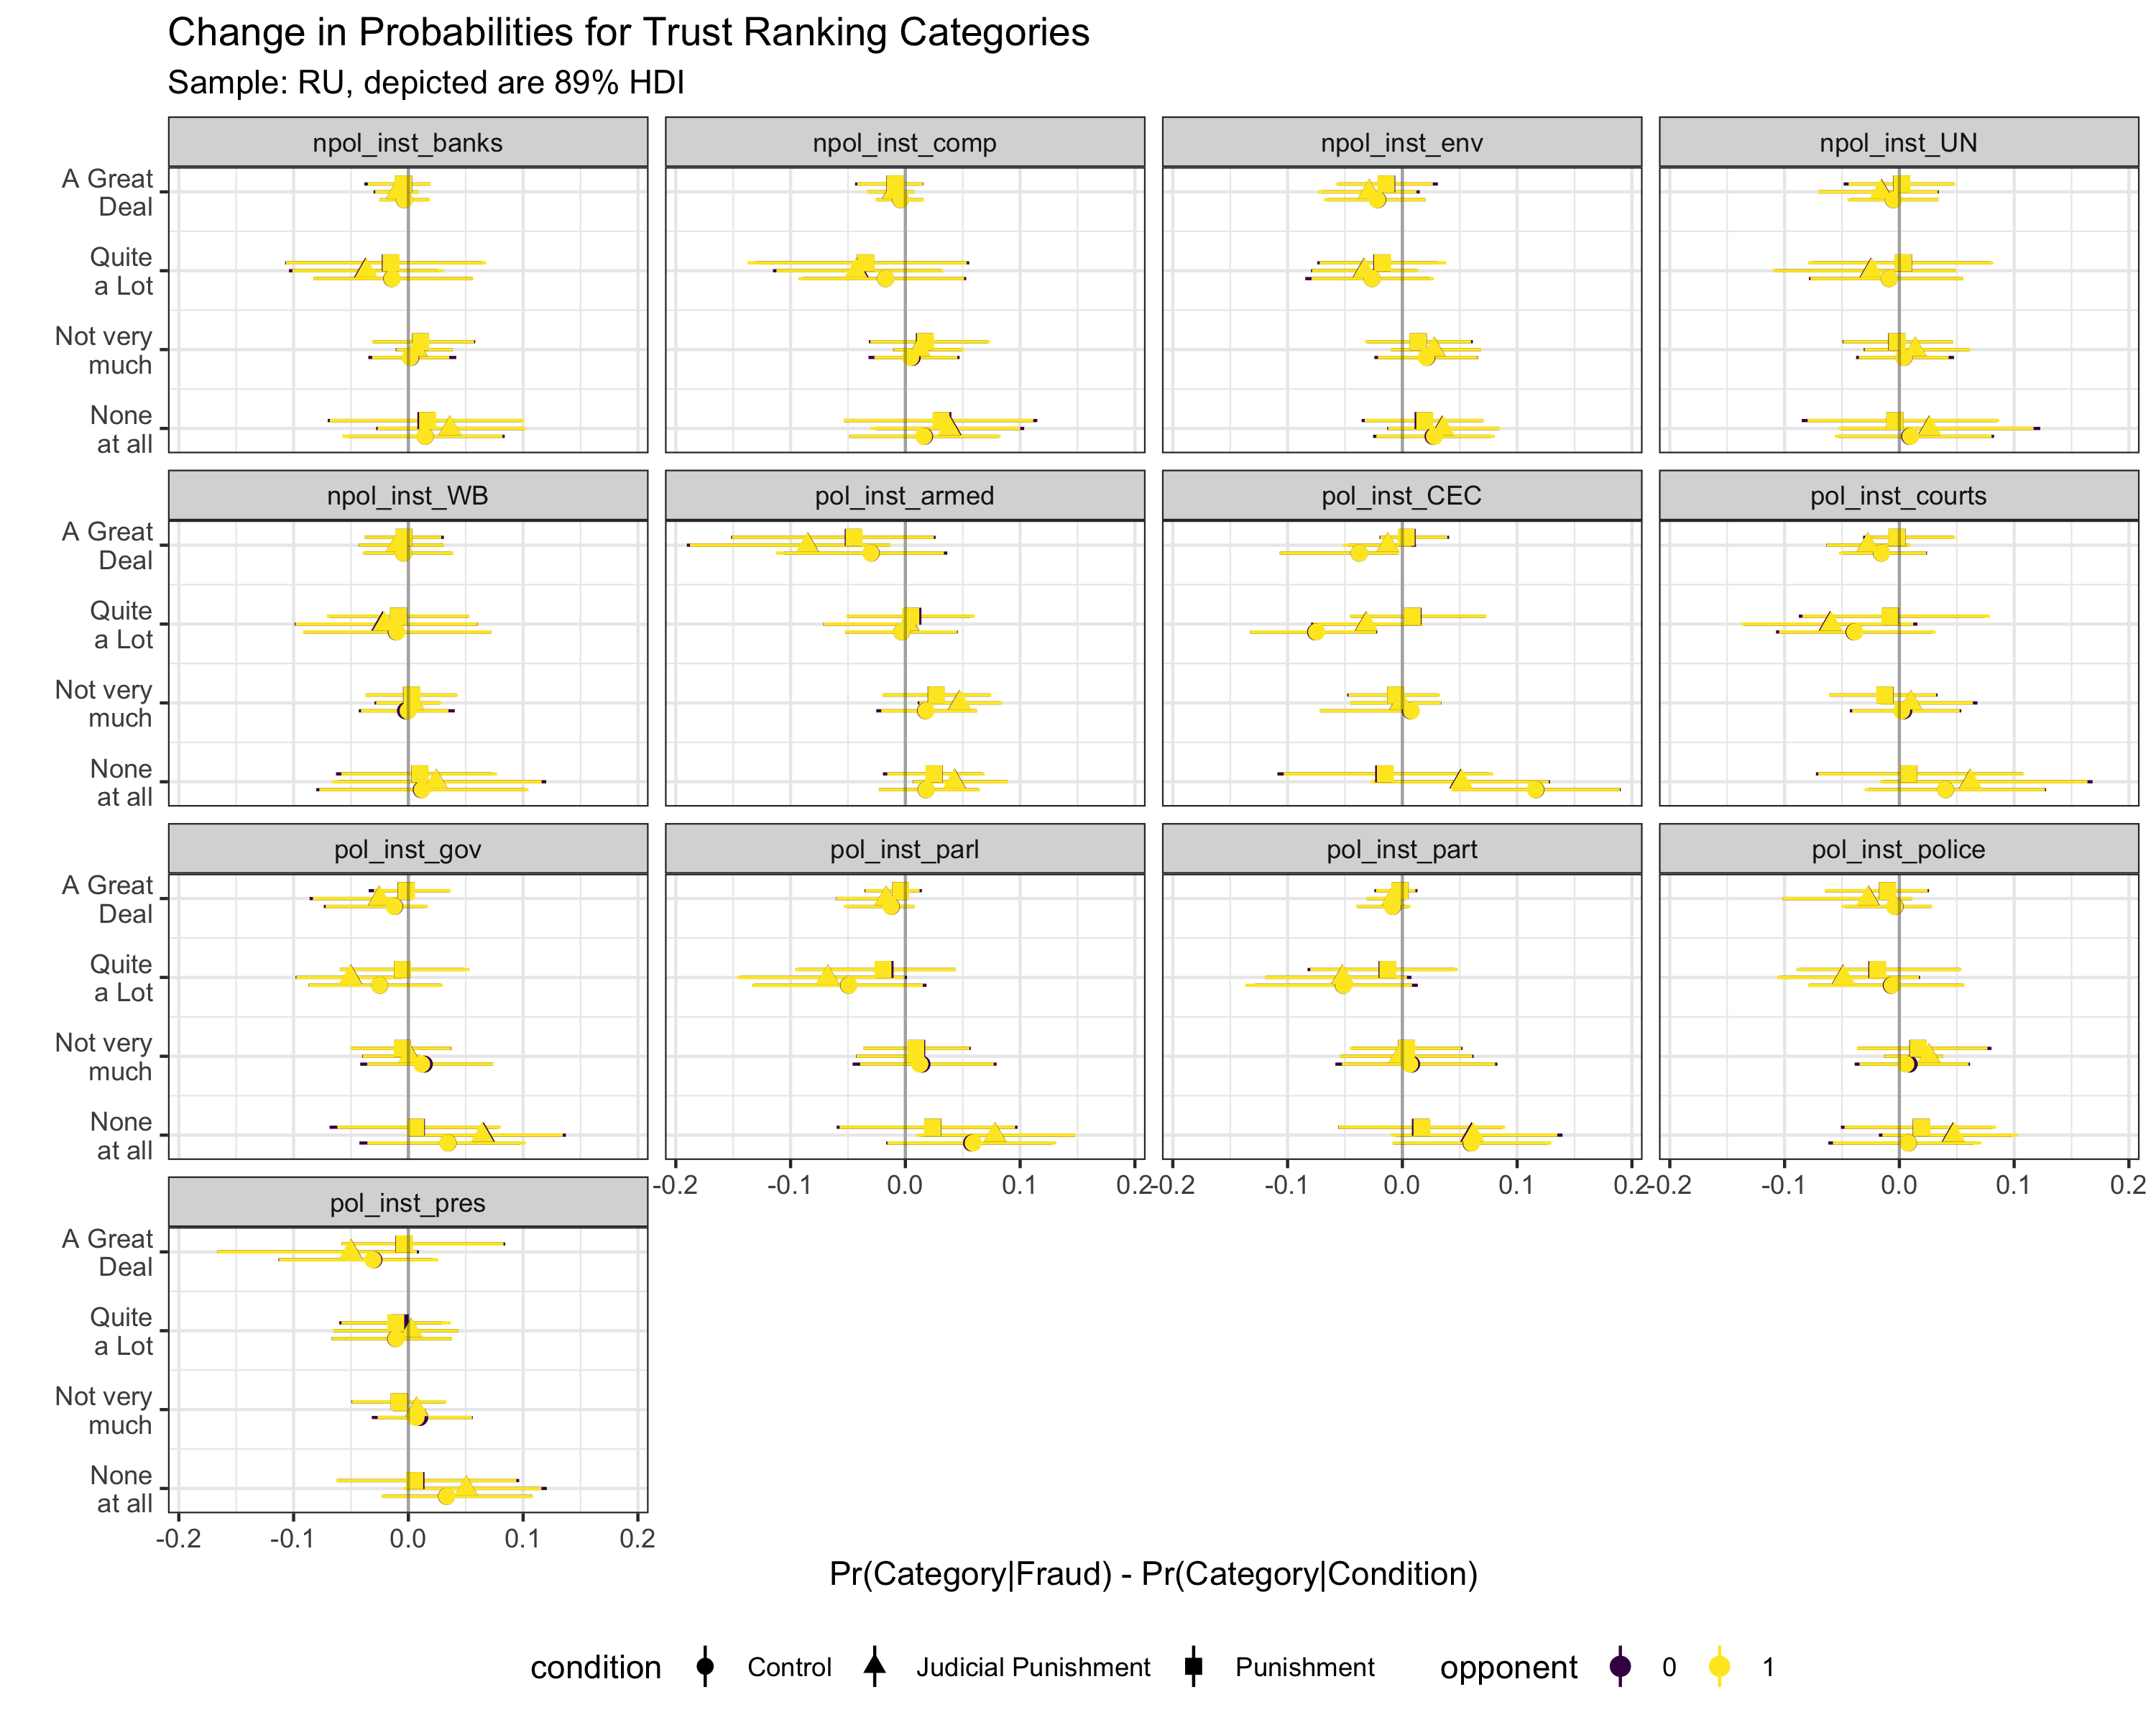 Change in Probabilities for Trust Ranking Categories
Sample: RU, depicted are 89% HDI
npol_inst_banks npol_inst_comp npol_inst_env npol_inst_UN
A Great
Deal
Quite
a Lot
Not very
much
None
at all
npol_inst_WB pol_inst_armed pol_inst_CEC pol_inst_courts
A Great
Deal
Quite
a Lot
Not very
much
None
at all
pol_inst_gov pol_inst_parl pol_inst_part pol_inst_police
A Great
Deal
Quite
a Lot
Not very
much
None
at all
-0.2 -0.1 0.0 0.1 0.2 -0.2 -0.1 0.0 0.1 0.2 -0.2 -0.1 0.0 0.1 0.2
pol_inst_pres
A Great
Deal
Quite
a Lot
Not very
much
None
at all
-0.2 -0.1 0.0 0.1 0.2
Pr(Category|Fraud) - Pr(Category|Condition)
condition Control Judicial Punishment Punishment opponent 0 1